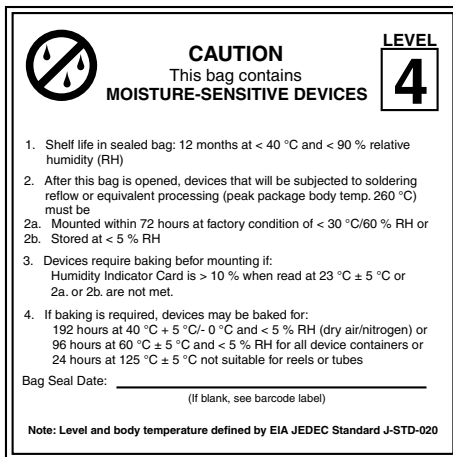 CAUTION
This bag contains
MOISTURE-SENSITIVE DEVICES
LEVEL
4
1. Shelf life in sealed bag: 12 months at < 40 °C and < 90 % relative
humidity (RH)
2. After this bag is opened, devices that will be subjected to soldering
reflow or equivalent processing (peak package body temp. 260 °C)
must be
2a. Mounted within 72 hours at factory condition of < 30 °C/60 % RH or
2b. Stored at < 5 % RH
3. Devices require baking befor mounting if:
Humidity Indicator Card is > 10 % when read at 23 °C ± 5 °C or
2a. or 2b. are not met.
4. If baking is required, devices may be baked for:
192 hours at 40 °C + 5 °C/- 0 °C and < 5 % RH (dry air/nitrogen) or
96 hours at 60 °C ± 5 °C and < 5 % RH for all device containers or
24 hours at 125 °C ± 5 °C not suitable for reels or tubes
Bag Seal Date:
(If blank, see barcode label)
Note: Level and body temperature defined by EIA JEDEC Standard J-STD-020